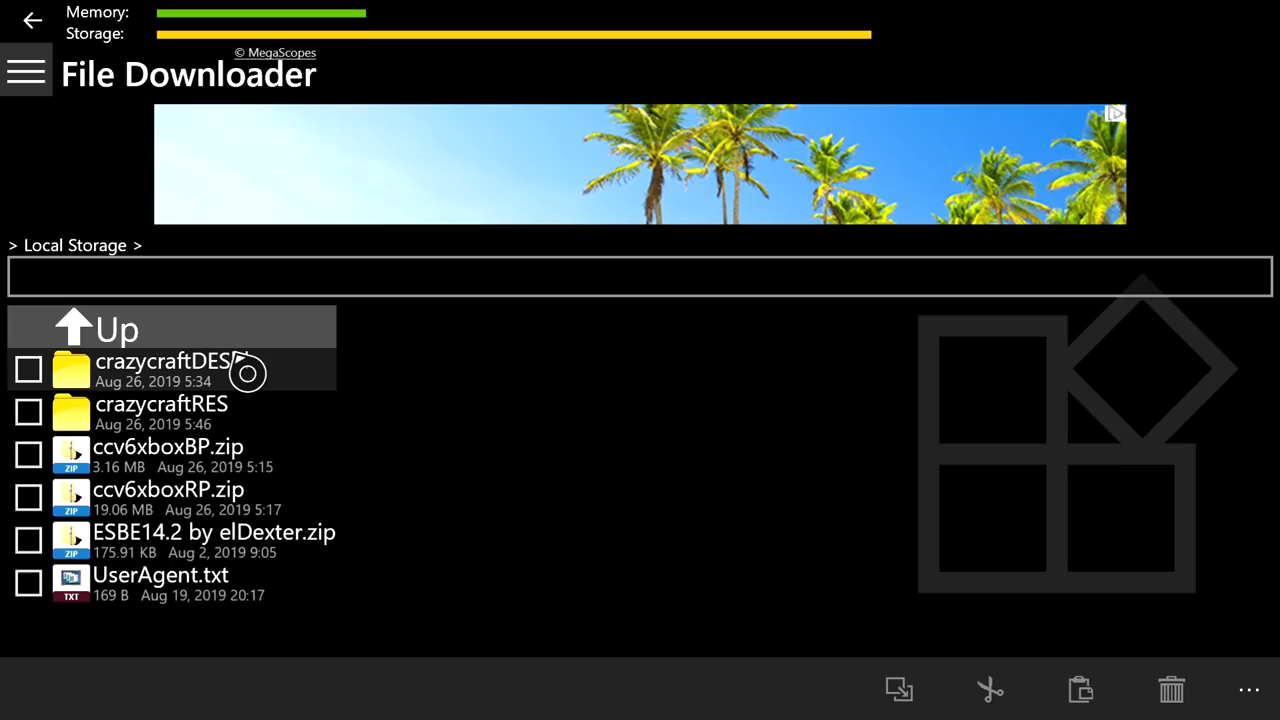 Memory:
Storage:
© MegaScopes
File Downloader
> Local Storage >
Up
crazycraftDES
Aug 26, 2019 5:34
crazycraftRES
Aug 26, 2019 5:46
ccv6xboxBP.zip
ZIP
3.16 MB Aug 26, 2019 5:15
ccv6xboxRP.zip
ZIP
19.06 MB Aug 26, 2019 5:17
ESBE14.2 by elDexter.zip
ZIP
175.91 KB Aug 2, 2019 9:05
UserAgent.txt
TXT
169 B Aug 19, 2019 20:17